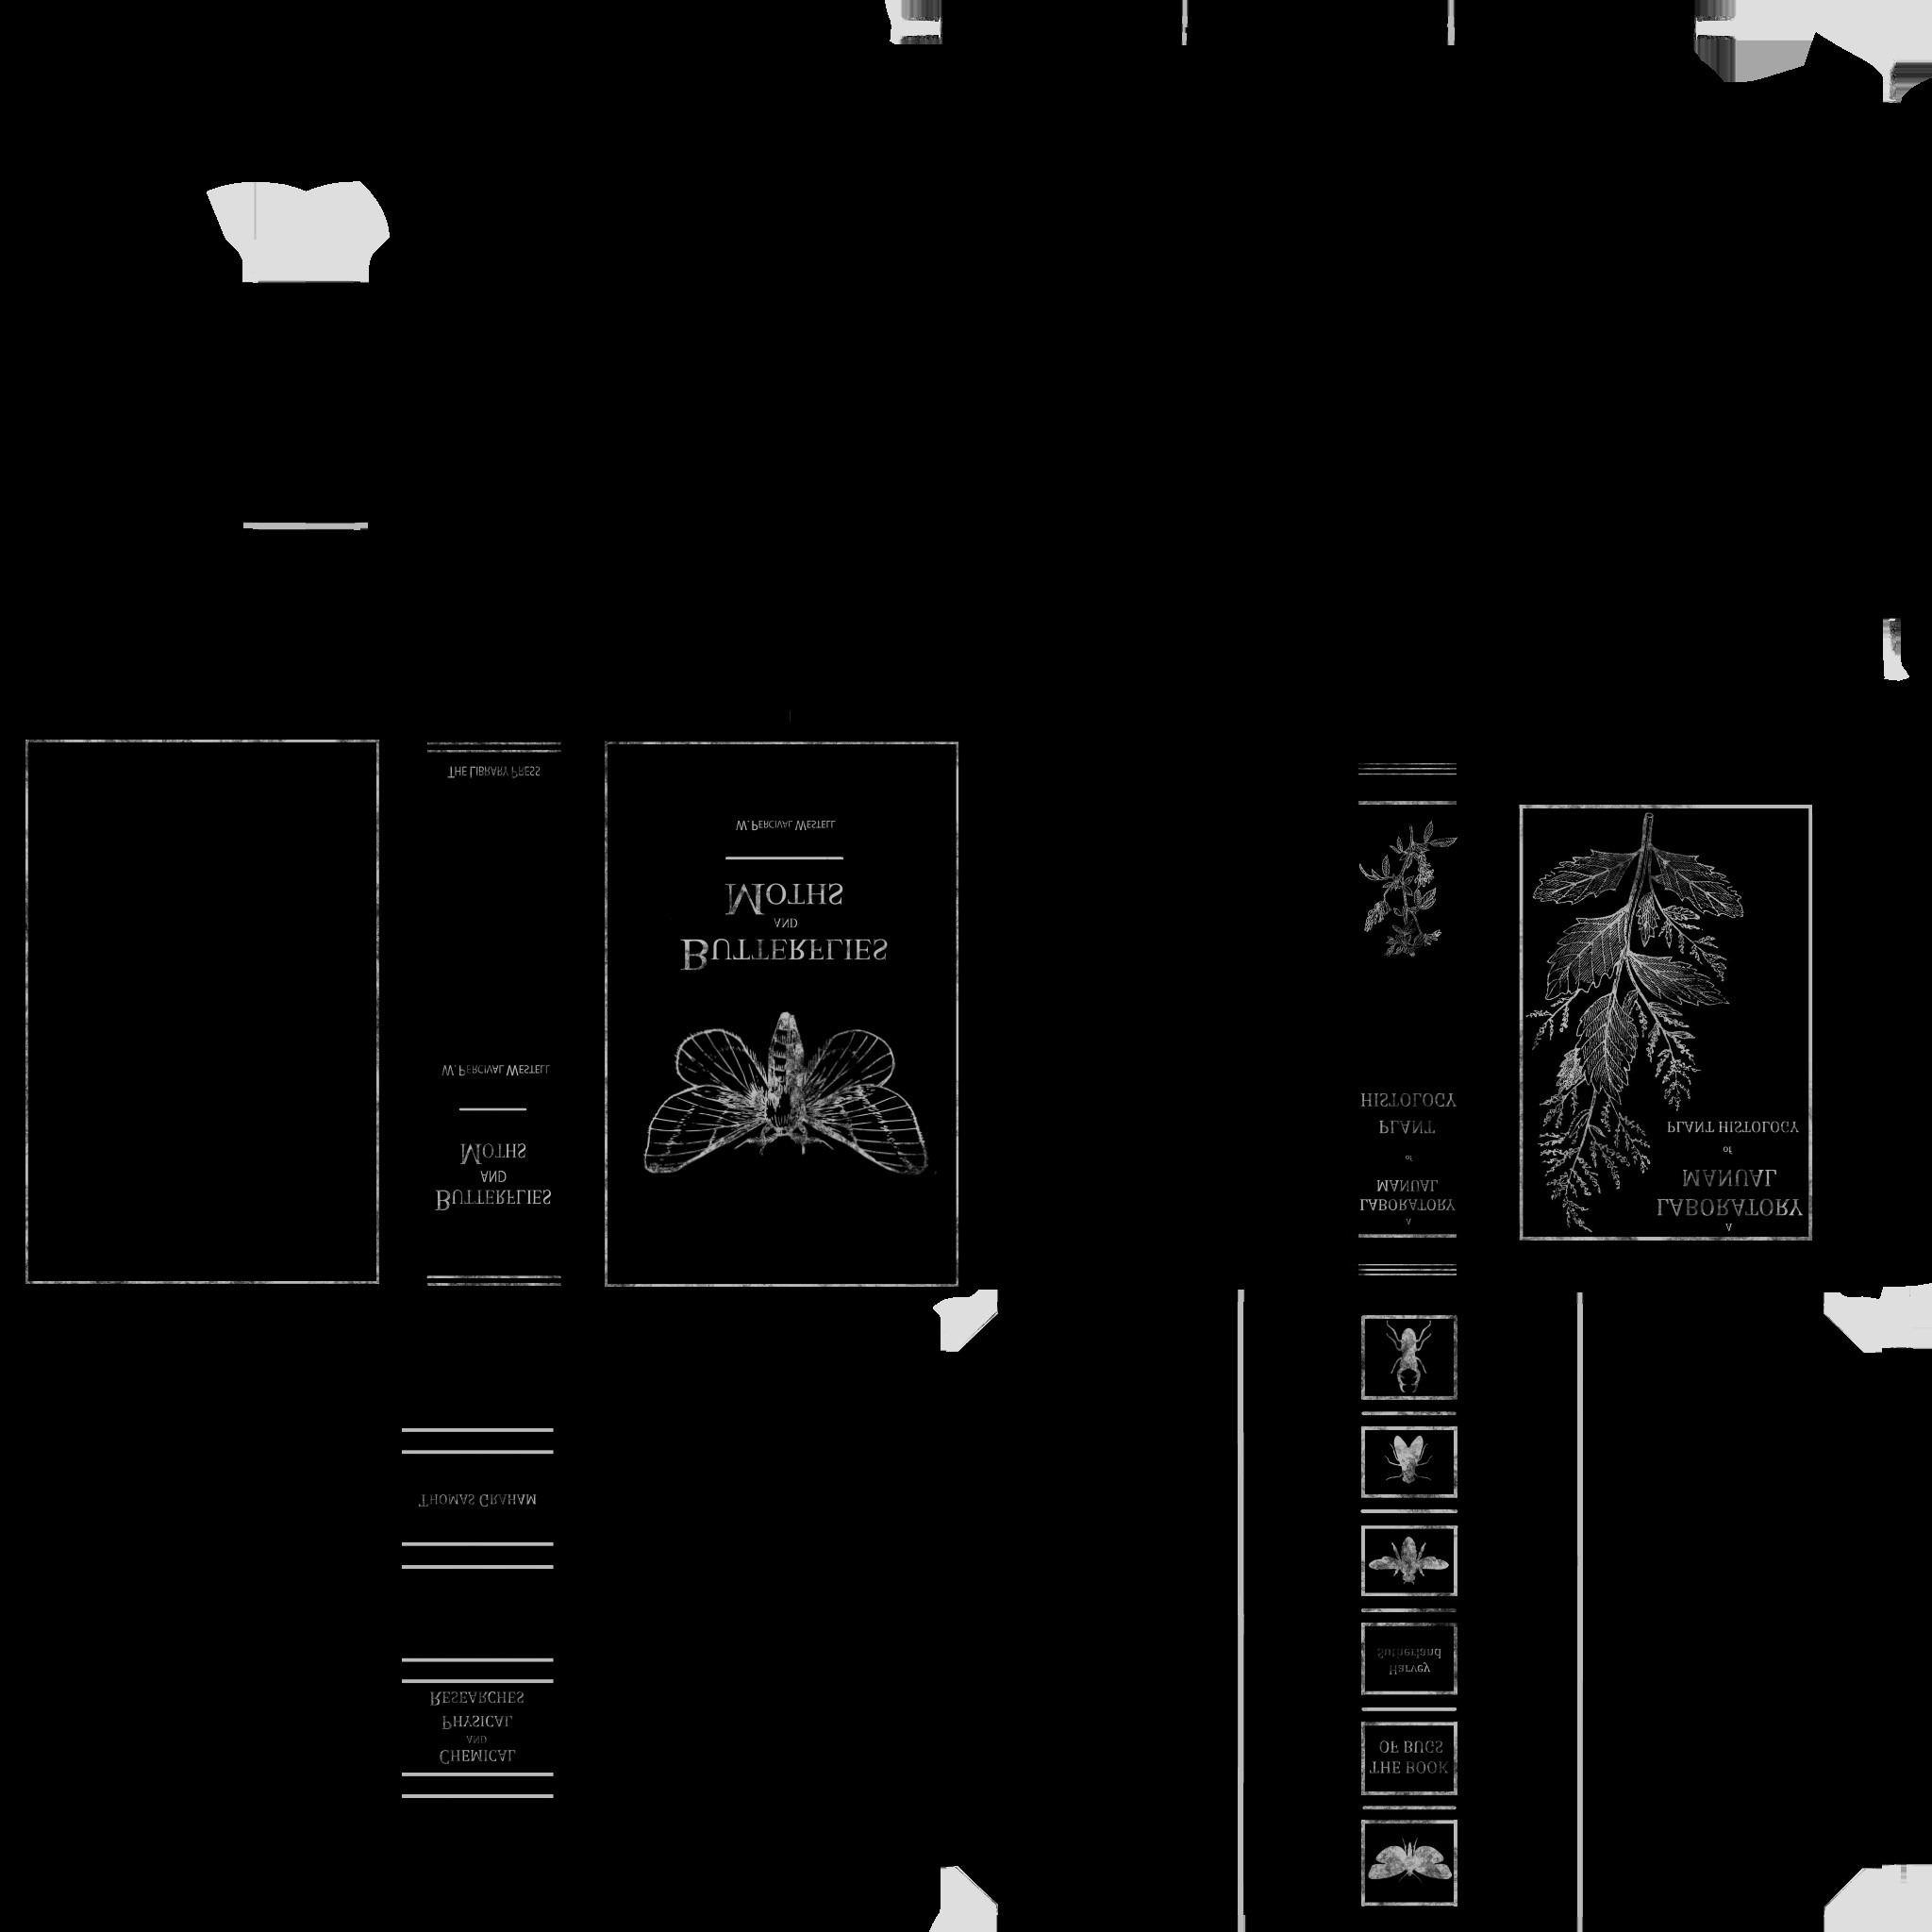 CHEMICAL
AND
PHYSICAL
RESEARCHES
THOMAS GRAHAM
THE BOOK
OF BUGS
Harvey
Sutherland
BUTTERFLIES
AND
MOTHS
W. PERCIVAL WESTELL
THE LIBRARY PRESS
BUTTERFLIES
AND
MOTHS
W. PERCIVAL WESTELL
A
LABORATORY
MANUAL
of
PLANT
HISTOLOGY
A
LABORATORY
MANUAL
of
PLANT HISTOLOGY